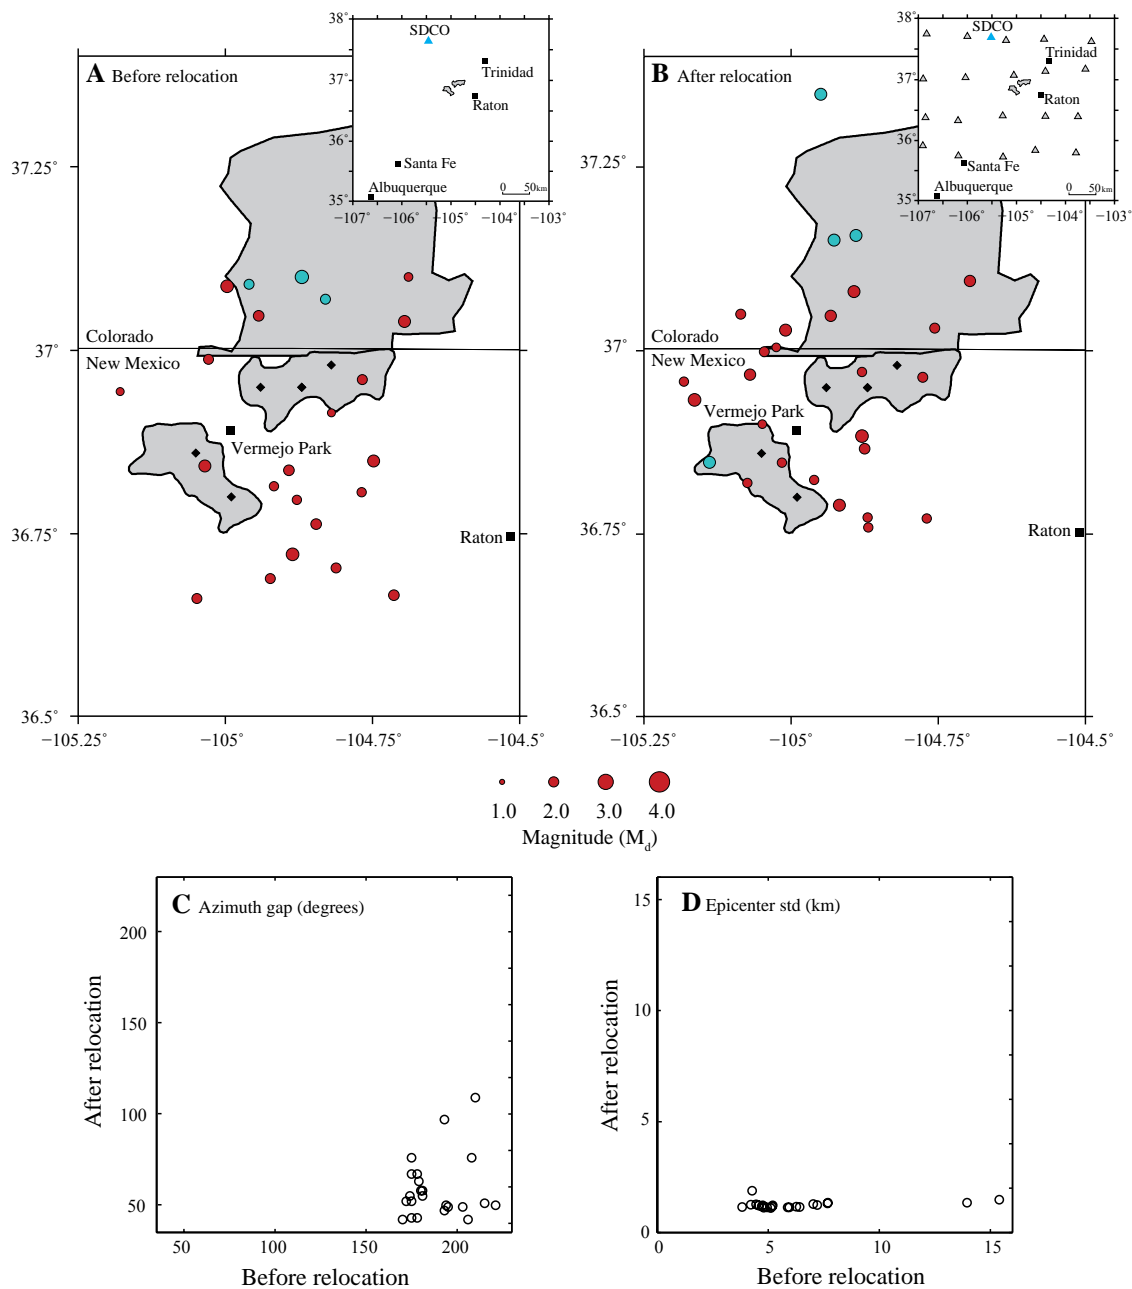 A Before relocation
38˚
37˚
36˚
35˚
−107˚
−106˚
−105˚
−104˚
−103˚
SDCO
Trinidad
Raton
Santa Fe
Albuquerque
0
50km
37.25˚
37˚
36.75˚
36.5˚
−105.25˚
−105˚
−104.75˚
−104.5˚
Colorado
New Mexico
Vermejo Park
Raton
B After relocation
38˚
37˚
36˚
35˚
−107˚
−106˚
−105˚
−104˚
−103˚
SDCO
Trinidad
Raton
Santa Fe
Albuquerque
0
50km
37.25˚
37˚
36.75˚
36.5˚
−105.25˚
−105˚
−104.75˚
−104.5˚
Colorado
New Mexico
Vermejo Park
Raton
1.0 2.0 3.0 4.0
Magnitude (Md)
C Azimuth gap (degrees)
After relocation
200
150
100
50
50 100 150 200
Before relocation
D Epicenter std (km)
After relocation
15
10
5
0
0 5 10 15
Before relocation